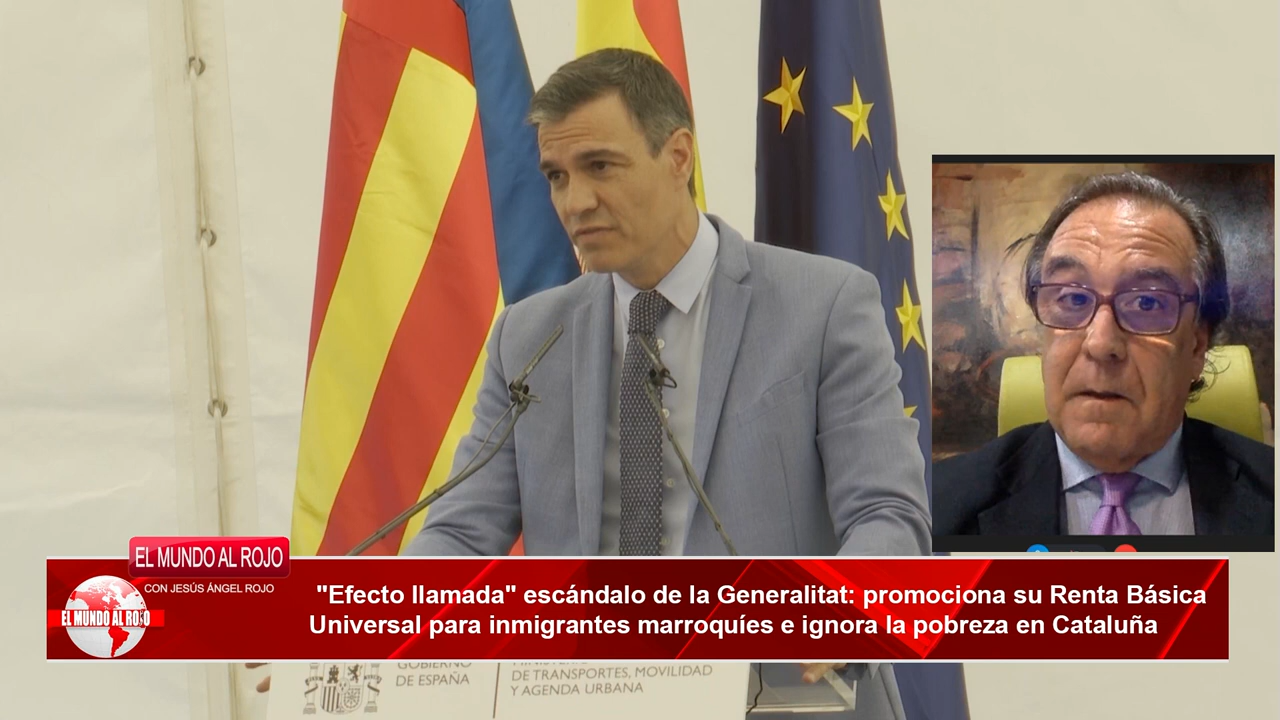 EL MUNDO AL ROJO
CON JESÚS ÁNGEL ROJO
EL MUNDO AL ROJO
"Efecto llamada" escándalo de la Generalitat: promociona su Renta Básica
Universal para inmigrantes marroquíes e ignora la pobreza en Cataluña
GOBIERNO
DE ESPAÑA
MINISTERIO
DE TRANSPORTES, MOVILIDAD
Y AGENDA URBANA